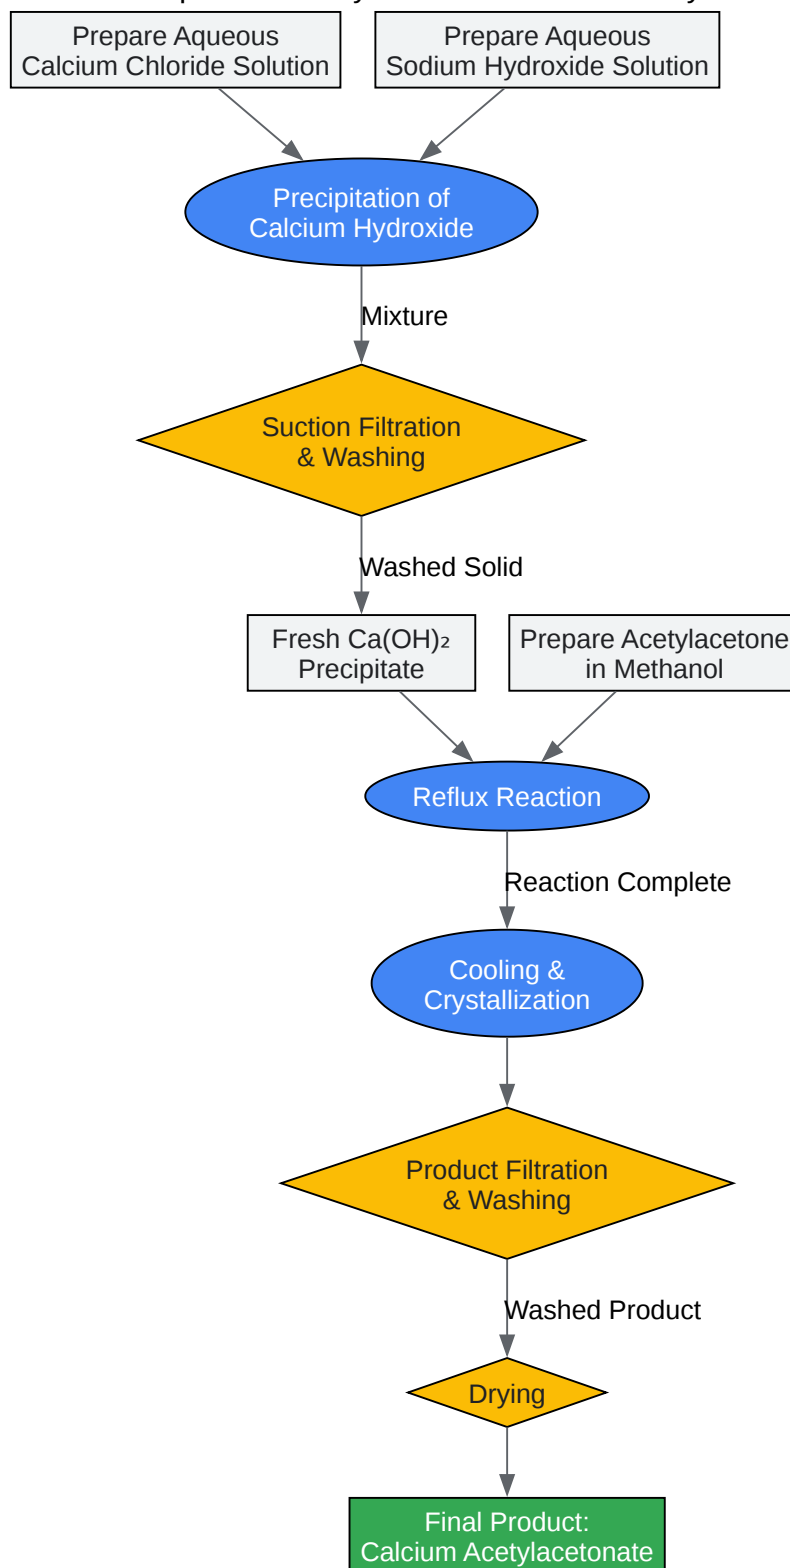 Prepare Aqueous
Calcium Chloride Solution
Prepare Aqueous
Sodium Hydroxide Solution
Precipitation of
Calcium Hydroxide
Mixture
Suction Filtration
& Washing
Washed Solid
Fresh Ca(OH)₂
Precipitate
Prepare Acetylacetone
in Methanol
Reflux Reaction
Reaction Complete
Cooling &
Crystallization
Product Filtration
& Washing
Washed Product
Drying
Final Product:
Calcium Acetylacetonate